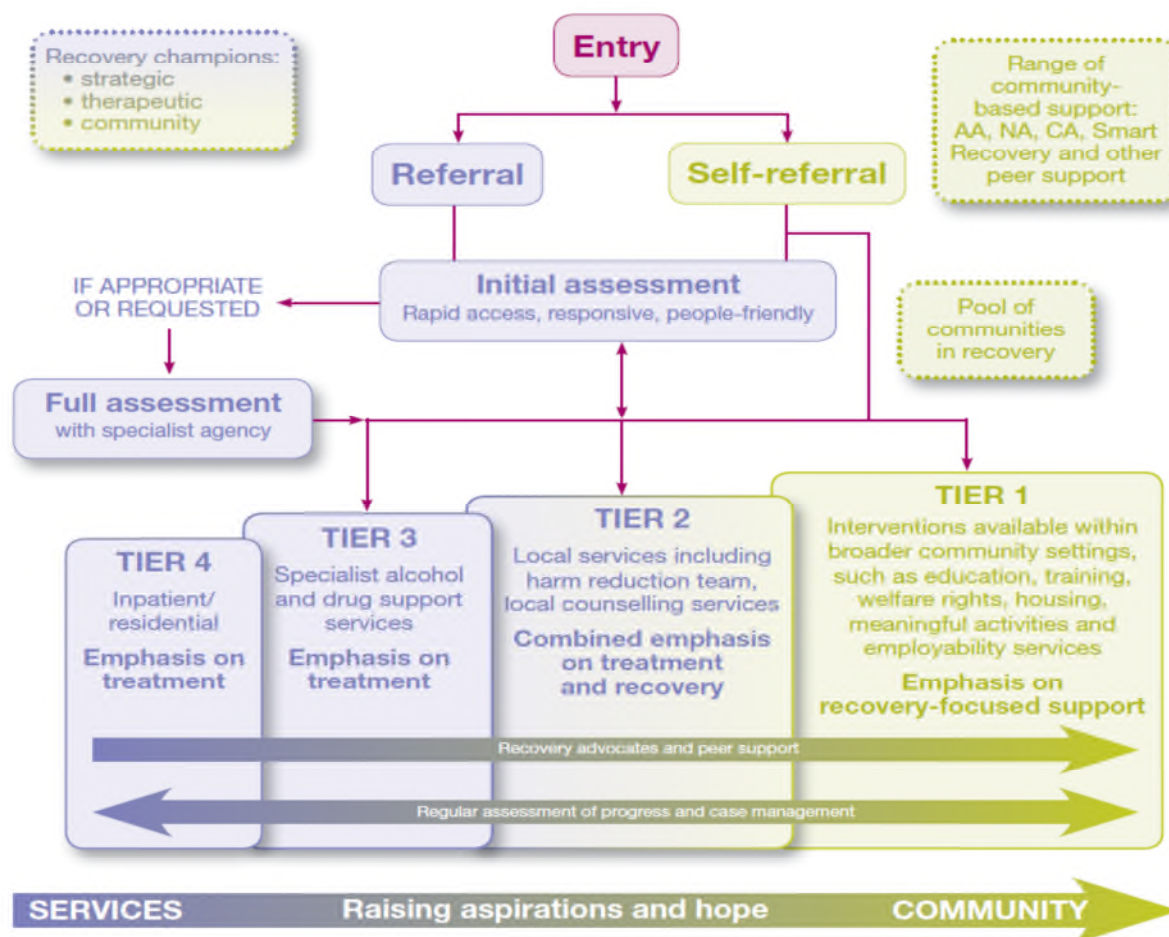 Entry
Recovery champions:
• strategic
• therapeutic
• community
Range of
community-
based support:
AA, NA, CA, Smart
Recovery and other
peer support
Referral
Self-referral
IF APPROPRIATE
OR REQUESTED
Initial assessment
Rapid access, responsive, people-friendly
Pool of
communities
in recovery
Full assessment
with specialist agency
TIER 4
Inpatient/
residential
Emphasis on
treatment
TIER 3
Specialist alcohol
and drug support
services
Emphasis on
treatment
TIER 2
Local services including
harm reduction team,
local counselling services
Combined emphasis
on treatment
and recovery
TIER 1
Interventions available within
broader community settings,
such as education, training,
welfare rights, housing,
meaningful activities and
employability services
Emphasis on
recovery-focused support
Recovery advocates and peer support
Regular assessment of progress and case management
SERVICES Raising aspirations and hope COMMUNITY